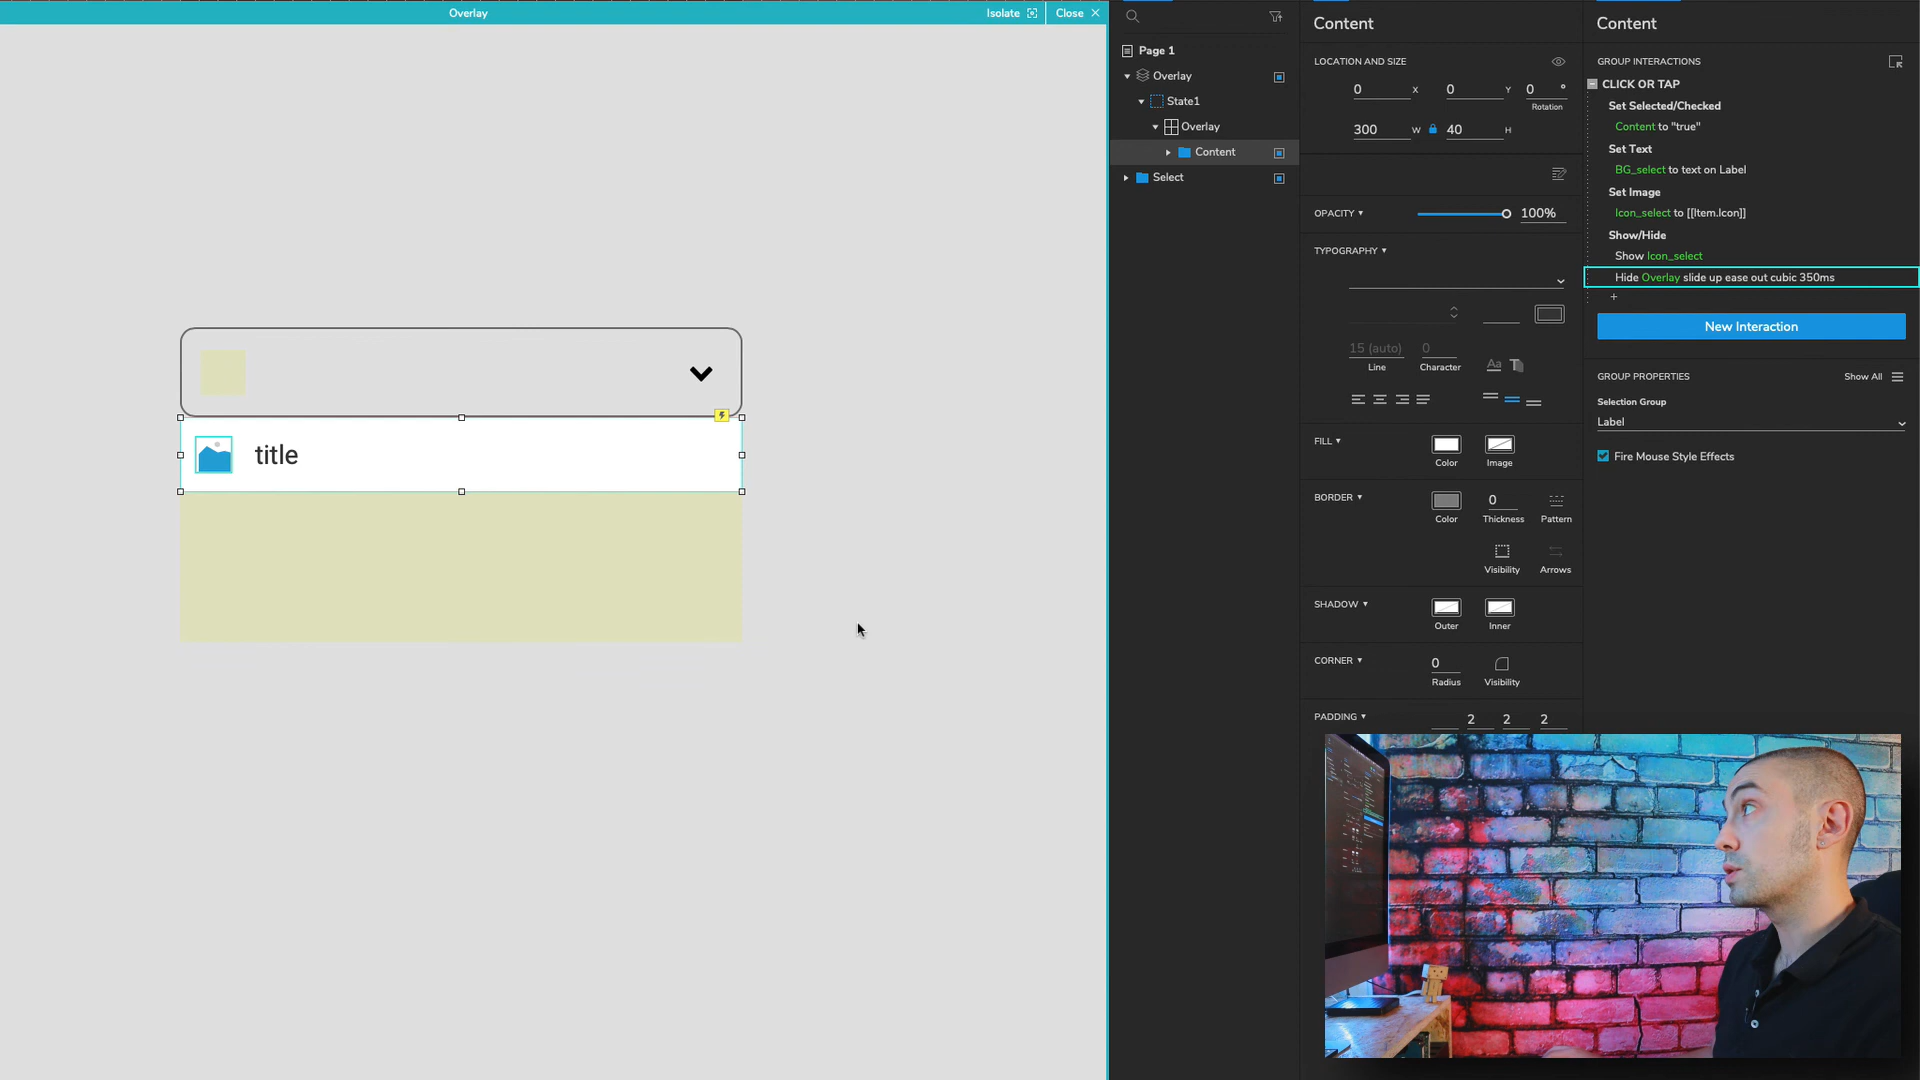 Overlay
Isolate
Close
title
Page 1
Overlay
State1
Overlay
Content
Select
Content
LOCATION AND SIZE
0 X 0 Y 0 °
Rotation
300 W 40 H
OPACITY ▾ 100%
TYPOGRAPHY ▾
15 (auto) 0
Line Character
Aa
FILL ▾
Color Image
BORDER ▾
0
Color Thickness Pattern
Visibility Arrows
SHADOW ▾
Outer Inner
CORNER ▾
0
Radius Visibility
PADDING ▾
2 2 2
Content
GROUP INTERACTIONS
CLICK OR TAP
Set Selected/Checked
Content to "true"
Set Text
BG_select to text on Label
Set Image
Icon_select to [[Item.Icon]]
Show/Hide
Show Icon_select
Hide Overlay slide up ease out cubic 350ms
+
New Interaction
GROUP PROPERTIES
Show All
Selection Group
Label
Fire Mouse Style Effects